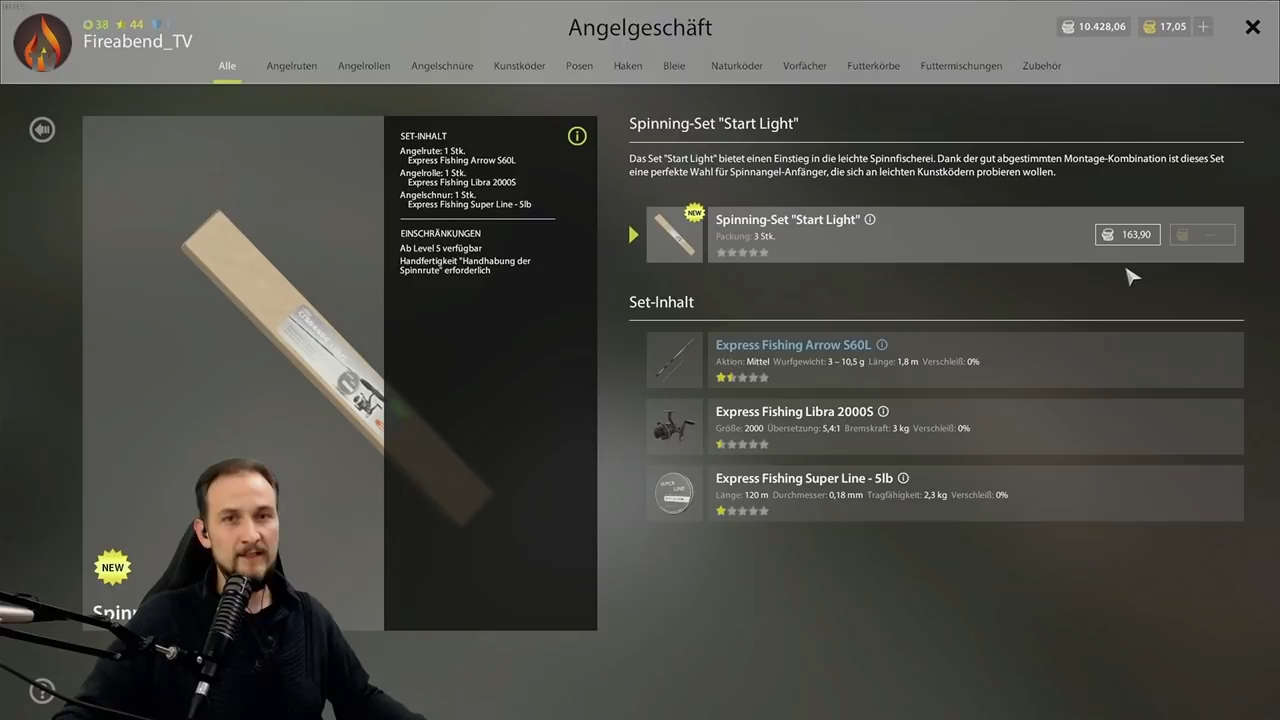 38 44
Fireabend_TV
Angelgeschäft
10.428,06
17,05
Alle Angelruten Angelrollen Angelschnüre Kunstköder Posen Haken Bleie Naturköder Vorfächer Futterkörbe Futtermischungen Zubehör
SET-INHALT
Angelrute: 1 Stk.
Express Fishing Arrow S60L
Angelrolle: 1 Stk.
Express Fishing Libra 2000S
Angelschnur: 1 Stk.
Express Fishing Super Line - 5lb
EINSCHRÄNKUNGEN
Ab Level 5 verfügbar
Handfertigkeit "Handhabung der
Spinnrute" erforderlich
NEW
Spinn
Spinning-Set "Start Light"
Das Set "Start Light" bietet einen Einstieg in die leichte Spinnfischerei. Dank der gut abgestimmten Montage-Kombination ist dieses Set
eine perfekte Wahl für Spinnangel-Anfänger, die sich an leichten Kunstködern probieren wollen.
NEW
Spinning-Set "Start Light"
Packung: 3 Stk.
163,90
—
Set-Inhalt
Express Fishing Arrow S60L
Aktion: Mittel Wurfgewicht: 3 – 10,5 g Länge: 1,8 m Verschleiß: 0%
Express Fishing Libra 2000S
Größe: 2000 Übersetzung: 5,4:1 Bremskraft: 3 kg Verschleiß: 0%
Express Fishing Super Line - 5lb
Länge: 120 m Durchmesser: 0,18 mm Tragfähigkeit: 2,3 kg Verschleiß: 0%